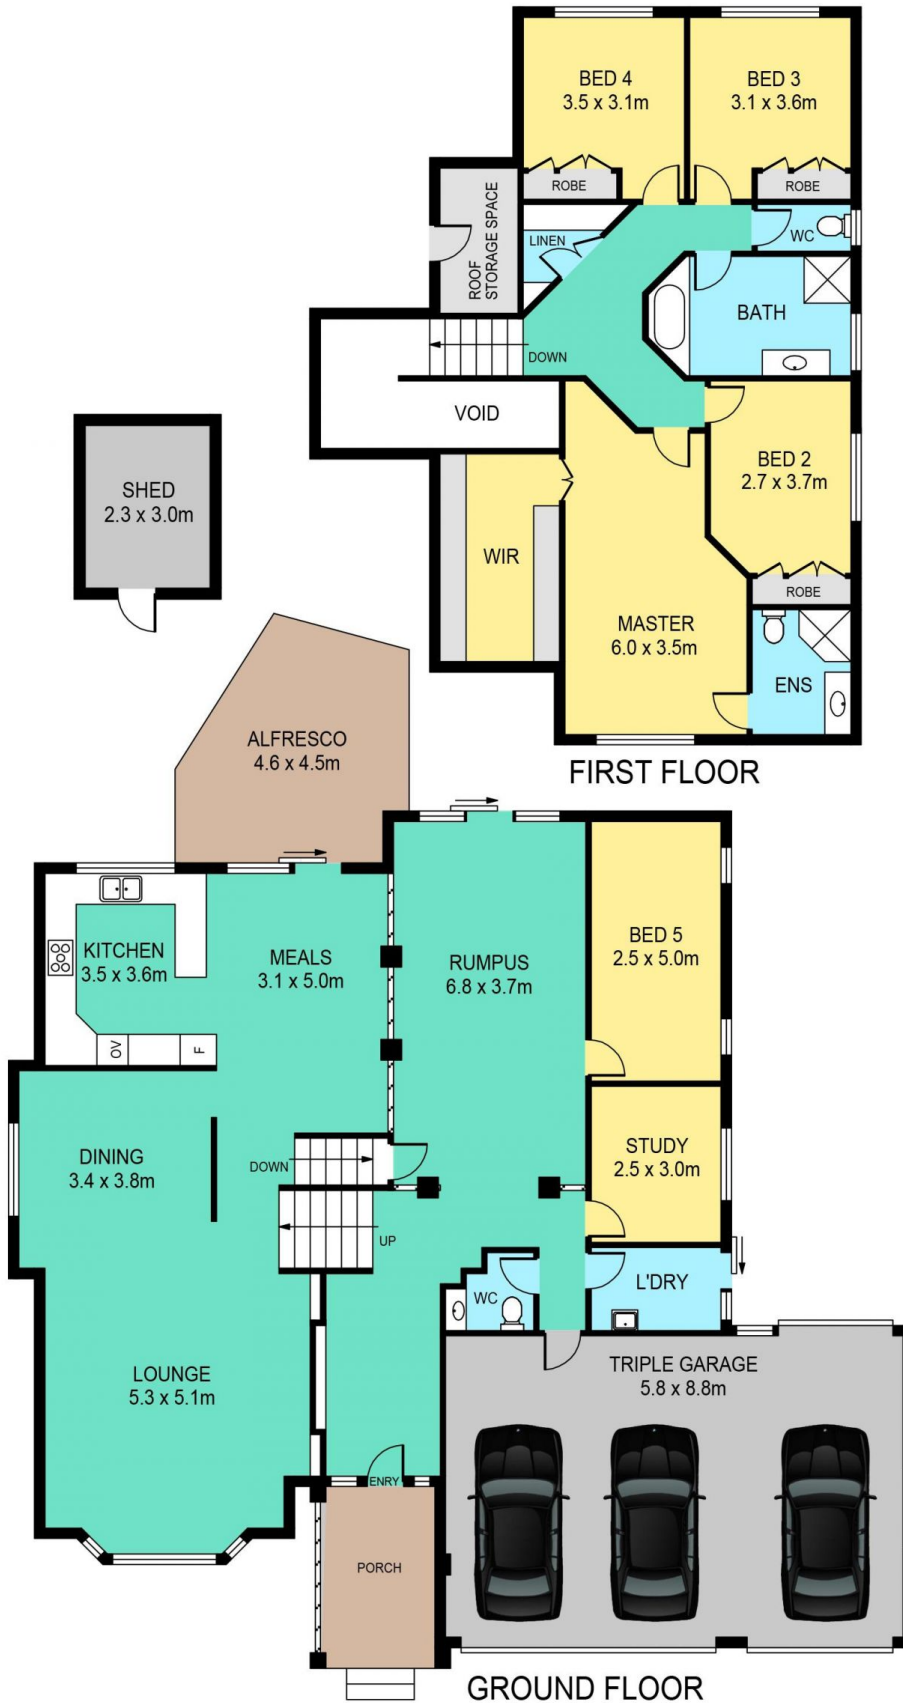 BED 4
3.5 x 3.1m
BED 3
3.1 x 3.6m
ROBE
ROBE
ROOF
STORAGE SPACE
LINEN
WC
BATH
DOWN
VOID
BED 2
2.7 x 3.7m
SHED
2.3 x 3.0m
WIR
ROBE
MASTER
6.0 x 3.5m
ENS
FIRST FLOOR
ALFRESCO
4.6 x 4.5m
KITCHEN
3.5 x 3.6m
MEALS
3.1 x 5.0m
RUMPUS
6.8 x 3.7m
BED 5
2.5 x 5.0m
OV
F
DINING
3.4 x 3.8m
DOWN
STUDY
2.5 x 3.0m
UP
WC
L'DRY
LOUNGE
5.3 x 5.1m
TRIPLE GARAGE
5.8 x 8.8m
ENTRY
PORCH
GROUND FLOOR